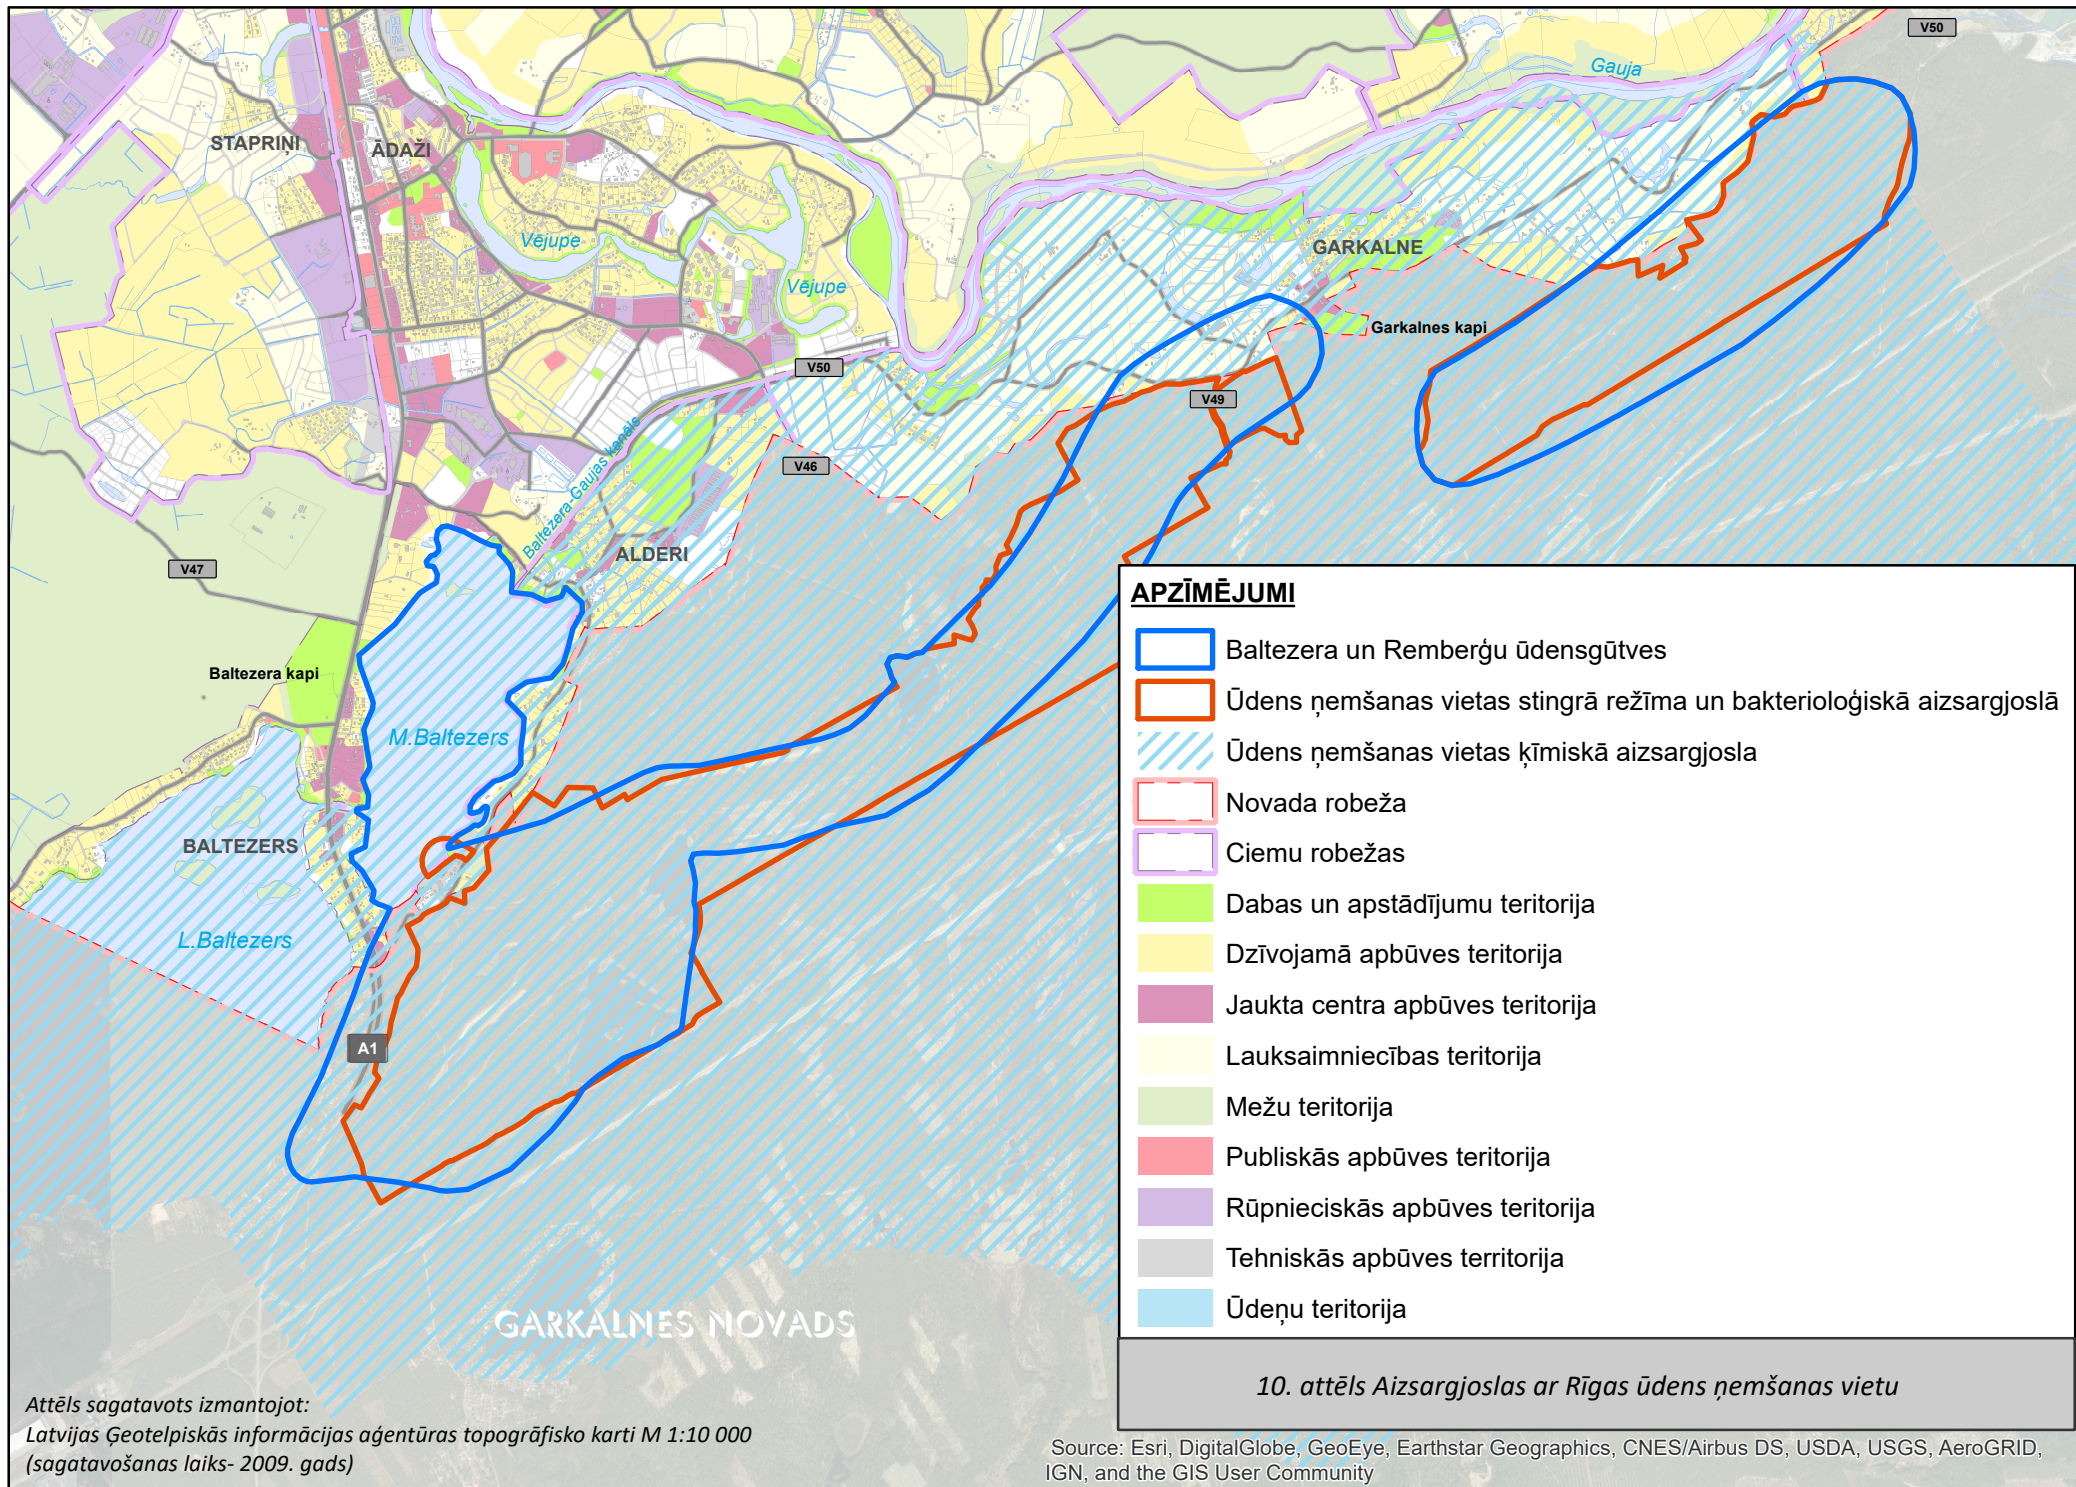 V50
Gauja
STAPRIŅI
ĀDAŽI
Vējupe
GARKALNE
Vējupe
Garkalnes kapi
V50
V49
Baltezera-Gaujas kanāls
V46
ALDERI
V47
Baltezera kapi
M.Baltezers
BALTEZERS
L.Baltezers
A1
GARKALNES NOVADS
APZĪMĒJUMI
Baltezera un Remberģu ūdensgūtves
Ūdens ņemšanas vietas stingrā režīma un bakterioloģiskā aizsargjoslā
Ūdens ņemšanas vietas ķīmiskā aizsargjosla
Novada robeža
Ciemu robežas
Dabas un apstādījumu teritorija
Dzīvojamā apbūves teritorija
Jaukta centra apbūves teritorija
Lauksaimniecības teritorija
Mežu teritorija
Publiskās apbūves teritorija
Rūpnieciskās apbūves teritorija
Tehniskās apbūves territorija
Ūdeņu teritorija
10. attēls Aizsargjoslas ar Rīgas ūdens ņemšanas vietu
Attēls sagatavots izmantojot:
Latvijas Ģeotelpiskās informācijas aģentūras topogrāfisko karti M 1:10 000
(sagatavošanas laiks- 2009. gads)
Source: Esri, DigitalGlobe, GeoEye, Earthstar Geographics, CNES/Airbus DS, USDA, USGS, AeroGRID,
IGN, and the GIS User Community